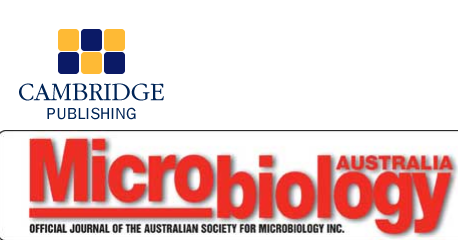 CAMBRIDGE
PUBLISHING
Microbiology
AUSTRALIA
OFFICIAL JOURNAL OF THE AUSTRALIAN SOCIETY FOR MICROBIOLOGY INC.